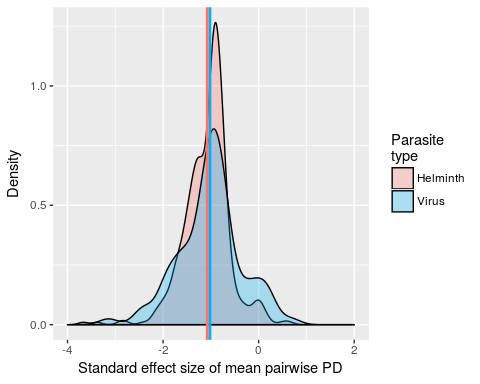 Density
1.0
0.5
0.0
-4
-2
0
2
Standard effect size of mean pairwise PD
Parasite
type
Helminth
Virus